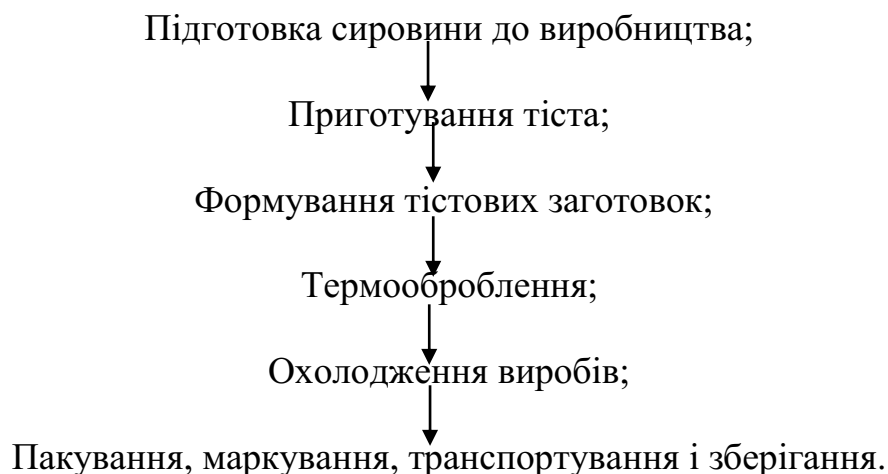 Підготовка сировини до виробництва;
Приготування тіста;
Формування тістових заготовок;
Термооброблення;
Охолодження виробів;
Пакування, маркування, транспортування і зберігання.